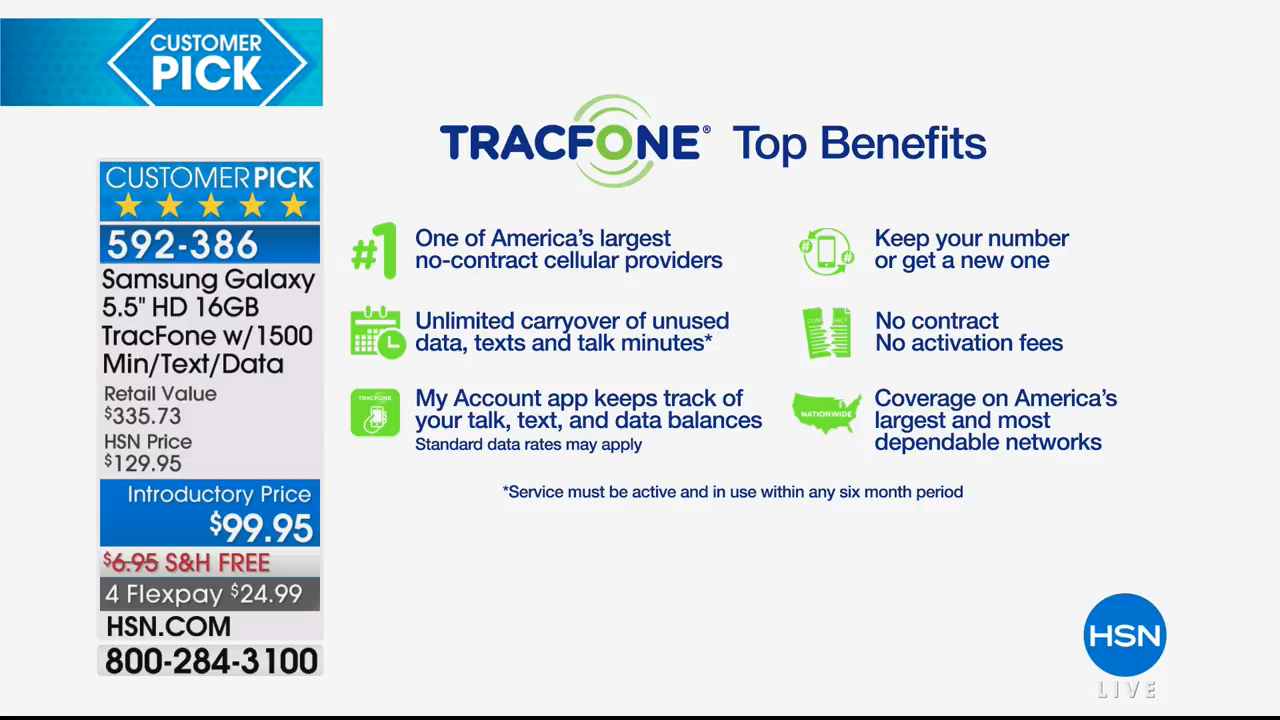 CUSTOMER
PICK
CUSTOMER PICK
592-386
Samsung Galaxy
5.5" HD 16GB
TracFone w/1500
Min/Text/Data
Retail Value
$335.73
HSN Price
$129.95
Introductory Price
$99.95
$6.95 S&H FREE
4 Flexpay $24.99
HSN.COM
800-284-3100
TRACFONE® Top Benefits
#1
One of America's largest
no-contract cellular providers
Unlimited carryover of unused
data, texts and talk minutes*
TRACFONE
My Account app keeps track of
your talk, text, and data balances
Standard data rates may apply
# #
Keep your number
or get a new one
CONTRACT
No contract
No activation fees
NATIONWIDE
Coverage on America's
largest and most
dependable networks
*Service must be active and in use within any six month period
HSN
LIVE